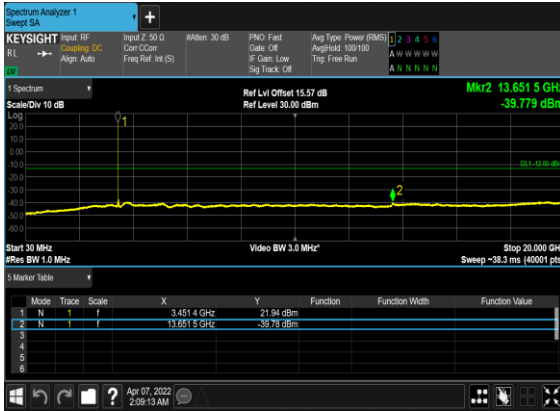 Spectrum Analyzer 1
Swept SA
+
KEYSIGHT Input: RF Input Z: 50 Ω #Atten: 30 dB PNO: Fast Avg Type: Power (RMS) 1 2 3 4 5 6
RL Coupling: DC Corr CCorr Gate: Off Avg|Hold: 100/100 A W W W W W
Align: Auto Freq Ref: Int (S) IF Gain: Low Trig: Free Run
Sig Track: Off A N N N N N
1 Spectrum
Scale/Div 10 dB
Ref Lvl Offset 15.57 dB
Ref Level 30.00 dBm
Mkr2 13.651 5 GHz
-39.779 dBm
Log
20.0
10.0
0.00
-10.0
-20.0
-30.0
-40.0
-50.0
-60.0
1
DL1 -13.00 dBm
2
Start 30 MHz Video BW 3.0 MHz* Stop 20.000 GHz
#Res BW 1.0 MHz Sweep ~38.3 ms (40001 pts)
5 Marker Table
Mode Trace Scale X Y Function Function Width Function Value
1 N 1 f 3.451 4 GHz 21.94 dBm
2 N 1 f 13.651 5 GHz -39.78 dBm
3
4
5
6
? Apr 07, 2022
2:09:13 AM